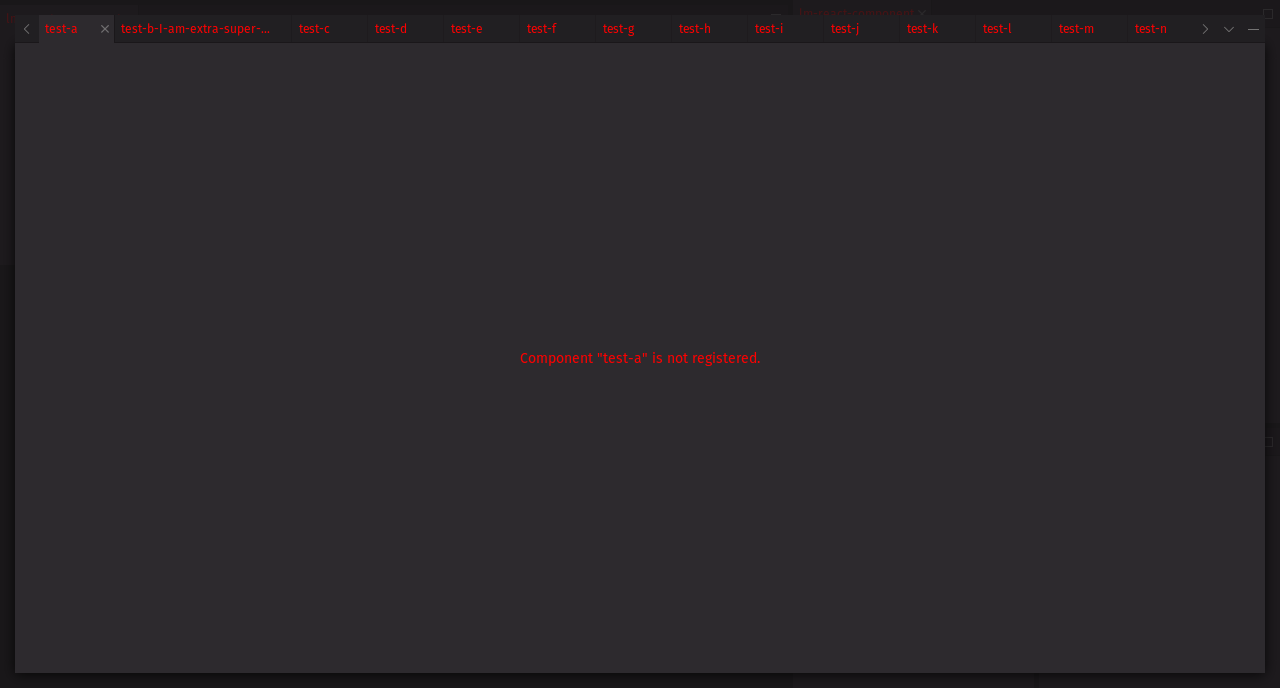 test-a
test-b-I-am-extra-super-...
test-c
test-d
test-e
test-f
test-g
test-h
test-i
test-j
test-k
test-l
test-m
test-n
Component "test-a" is not registered.